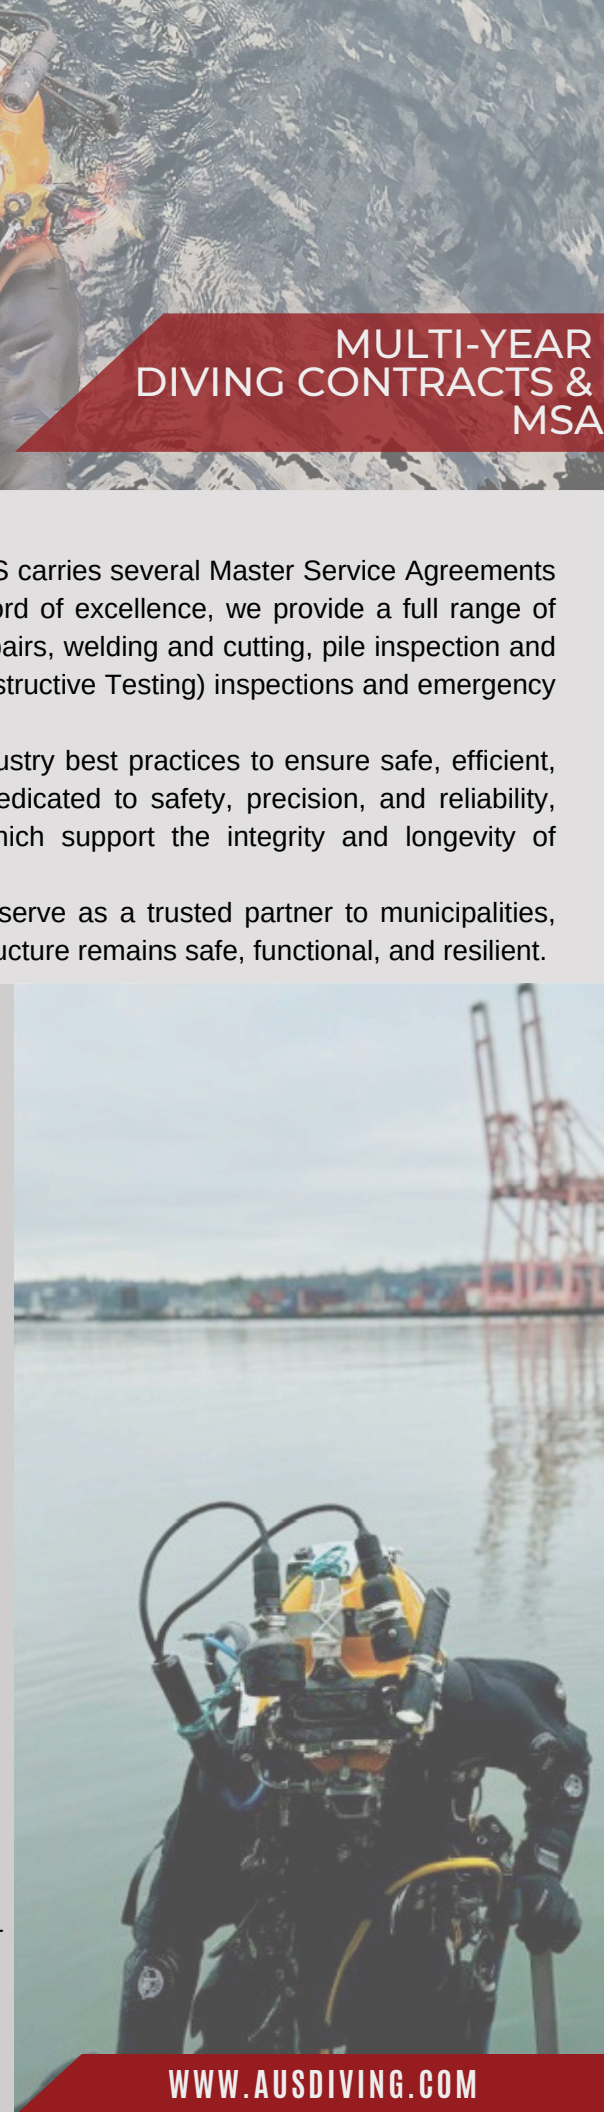 MULTI-YEAR
DIVING CONTRACTS &
MSA
S carries several Master Service Agreements
ord of excellence, we provide a full range of
airs, welding and cutting, pile inspection and
structive Testing) inspections and emergency
ustry best practices to ensure safe, efficient,
edicated to safety, precision, and reliability,
hich support the integrity and longevity of
serve as a trusted partner to municipalities,
ucture remains safe, functional, and resilient.
WWW.AUSDIVING.COM